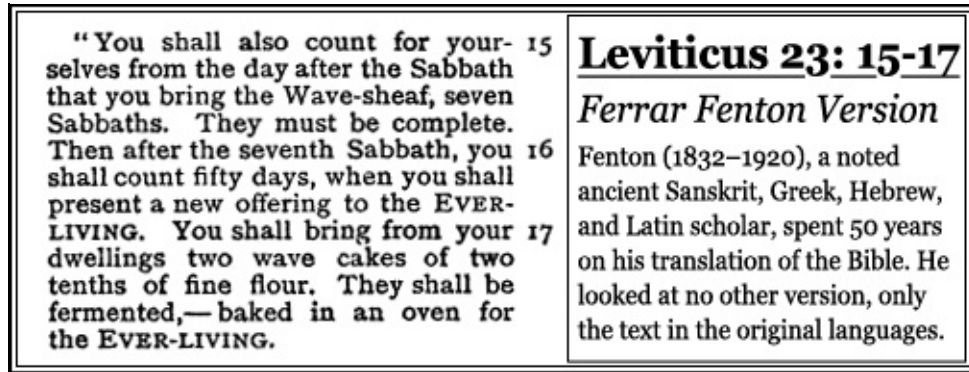 "You shall also count for your- 15
selves from the day after the Sabbath
that you bring the Wave-sheaf, seven
Sabbaths. They must be complete.
Then after the seventh Sabbath, you 16
shall count fifty days, when you shall
present a new offering to the EVER-
LIVING. You shall bring from your 17
dwellings two wave cakes of two
tenths of fine flour. They shall be
fermented,—baked in an oven for
the EVER-LIVING.
Leviticus 23: 15-17
Ferrar Fenton Version
Fenton (1832–1920), a noted
ancient Sanskrit, Greek, Hebrew,
and Latin scholar, spent 50 years
on his translation of the Bible. He
looked at no other version, only
the text in the original languages.